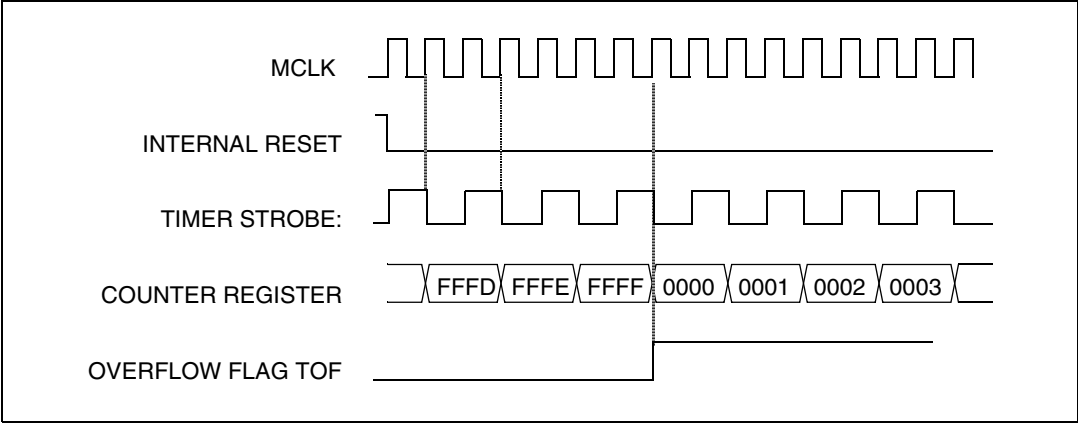 MCLK
INTERNAL RESET
TIMER STROBE:
COUNTER REGISTER FFFD FFFE FFFF 0000 0001 0002 0003
OVERFLOW FLAG TOF